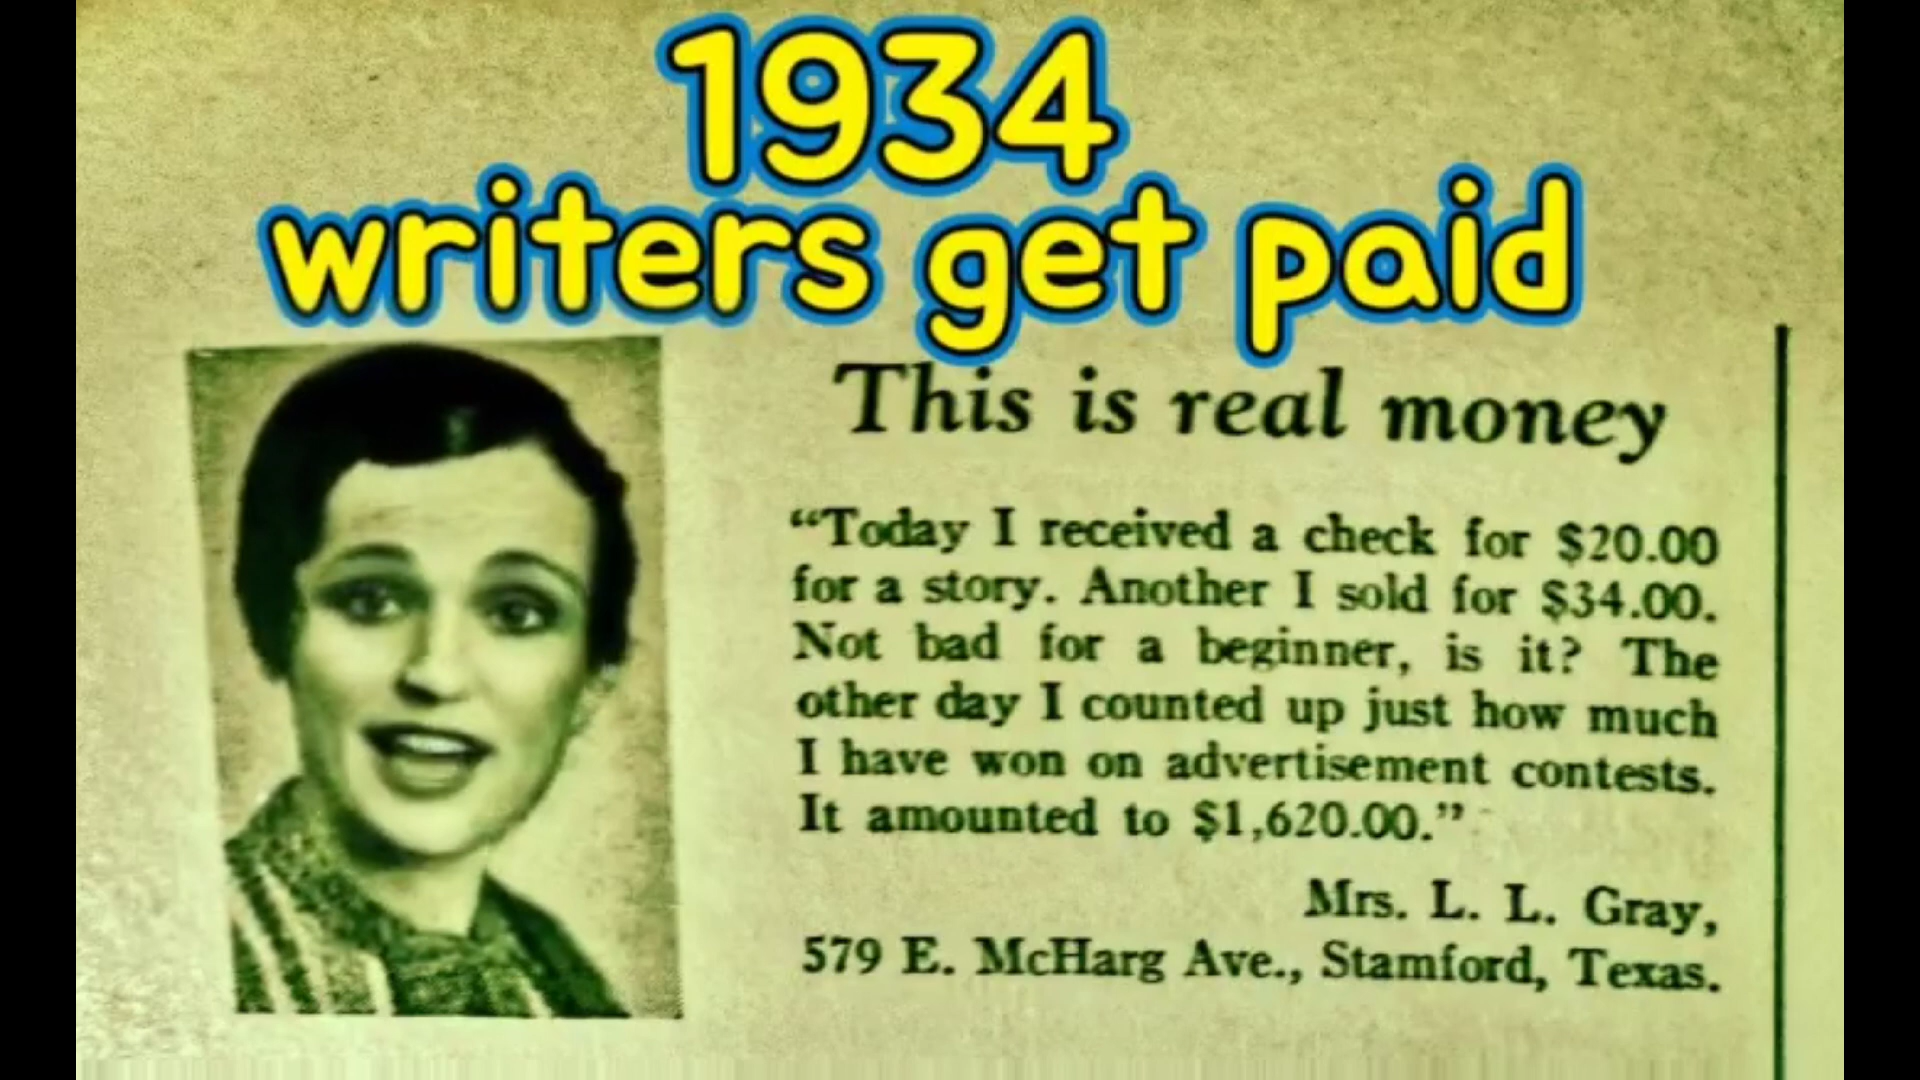 1934
writers get paid
This is real money
“Today I received a check for $20.00
for a story. Another I sold for $34.00.
Not bad for a beginner, is it? The
other day I counted up just how much
I have won on advertisement contests.
It amounted to $1,620.00.”
Mrs. L. L. Gray,
579 E. McHarg Ave., Stamford, Texas.